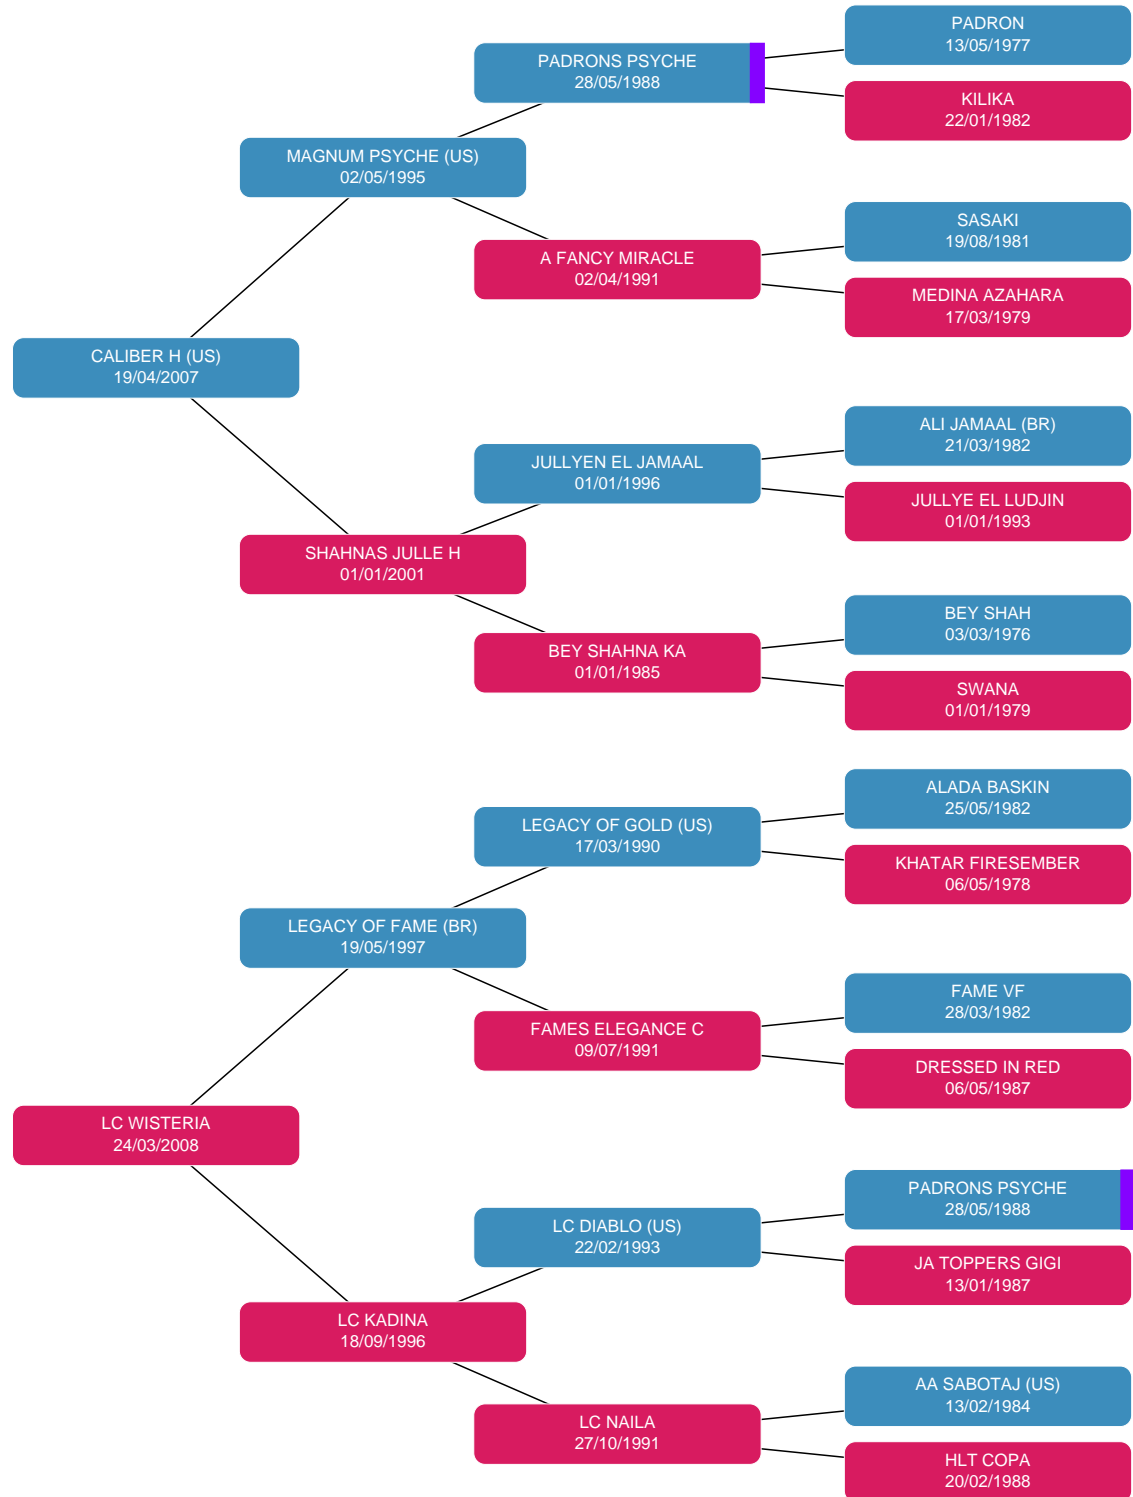 PADRON
13/05/1977
PADRONS PSYCHE
28/05/1988
KILIKA
22/01/1982
MAGNUM PSYCHE (US)
02/05/1995
SASAKI
19/08/1981
A FANCY MIRACLE
02/04/1991
MEDINA AZAHARA
17/03/1979
CALIBER H (US)
19/04/2007
ALI JAMAAL (BR)
21/03/1982
JULLYEN EL JAMAAL
01/01/1996
JULLYE EL LUDJIN
01/01/1993
SHAHNAS JULLE H
01/01/2001
BEY SHAH
03/03/1976
BEY SHAHNA KA
01/01/1985
SWANA
01/01/1979
ALADA BASKIN
25/05/1982
LEGACY OF GOLD (US)
17/03/1990
KHATAR FIRESEMBER
06/05/1978
LEGACY OF FAME (BR)
19/05/1997
FAME VF
28/03/1982
FAMES ELEGANCE C
09/07/1991
DRESSED IN RED
06/05/1987
LC WISTERIA
24/03/2008
PADRONS PSYCHE
28/05/1988
LC DIABLO (US)
22/02/1993
JA TOPPERS GIGI
13/01/1987
LC KADINA
18/09/1996
AA SABOTAJ (US)
13/02/1984
LC NAILA
27/10/1991
HLT COPA
20/02/1988